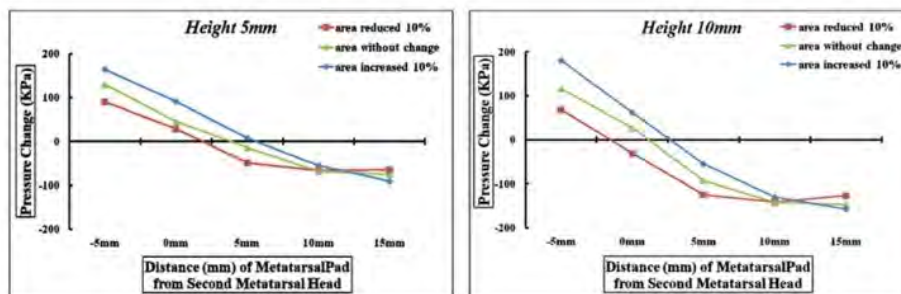 Height 5mm
area reduced 10%
area without change
area increased 10%
Pressure Change (KPa)
200
100
0
-100
-200
-5mm 0mm 5mm 10mm 15mm
Distance (mm) of MetatarsalPad
from Second Metatarsal Head
Height 10mm
area reduced 10%
area without change
area increased 10%
Pressure Change (KPa)
200
100
0
-100
-200
-5mm 0mm 5mm 10mm 15mm
Distance (mm) of MetatarsalPad
from Second Metatarsal Head